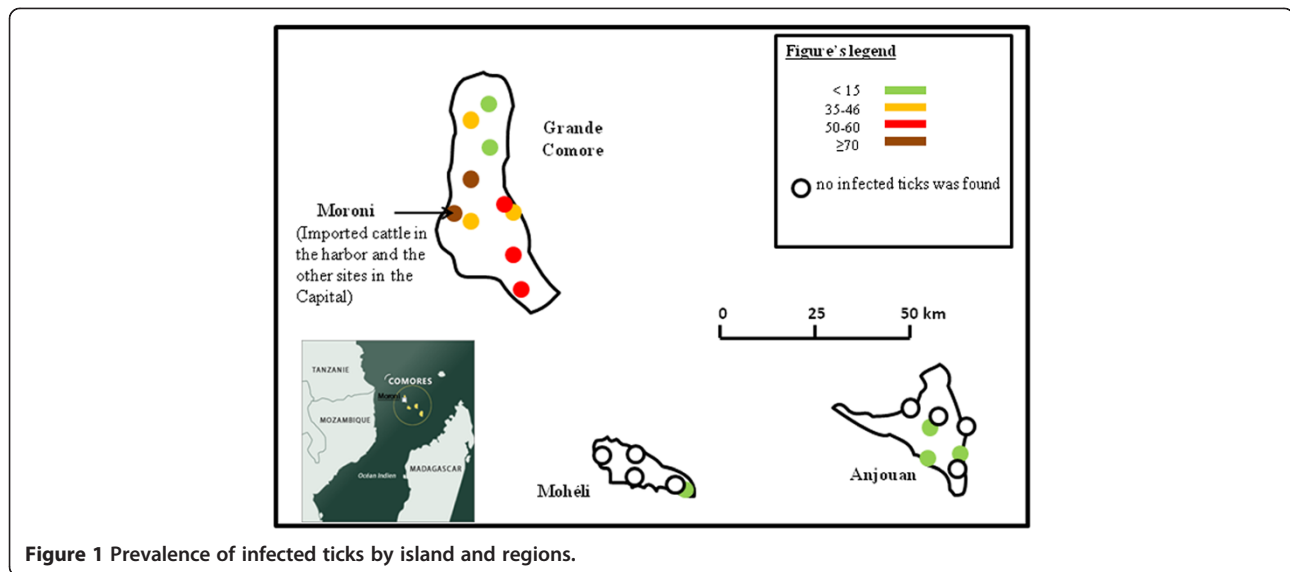 Figure's legend
< 15
35-46
50-60
≥70
no infected ticks was found
Grande
Comore
Moroni
(Imported cattle in
the harbor and the
other sites in the
Capital)
0 25 50 km
TANZANIE
COMORES
Moroni
MOZAMBIQUE
MADAGASCAR
Océan Indien
Mohéli
Anjouan
Figure 1 Prevalence of infected ticks by island and regions.